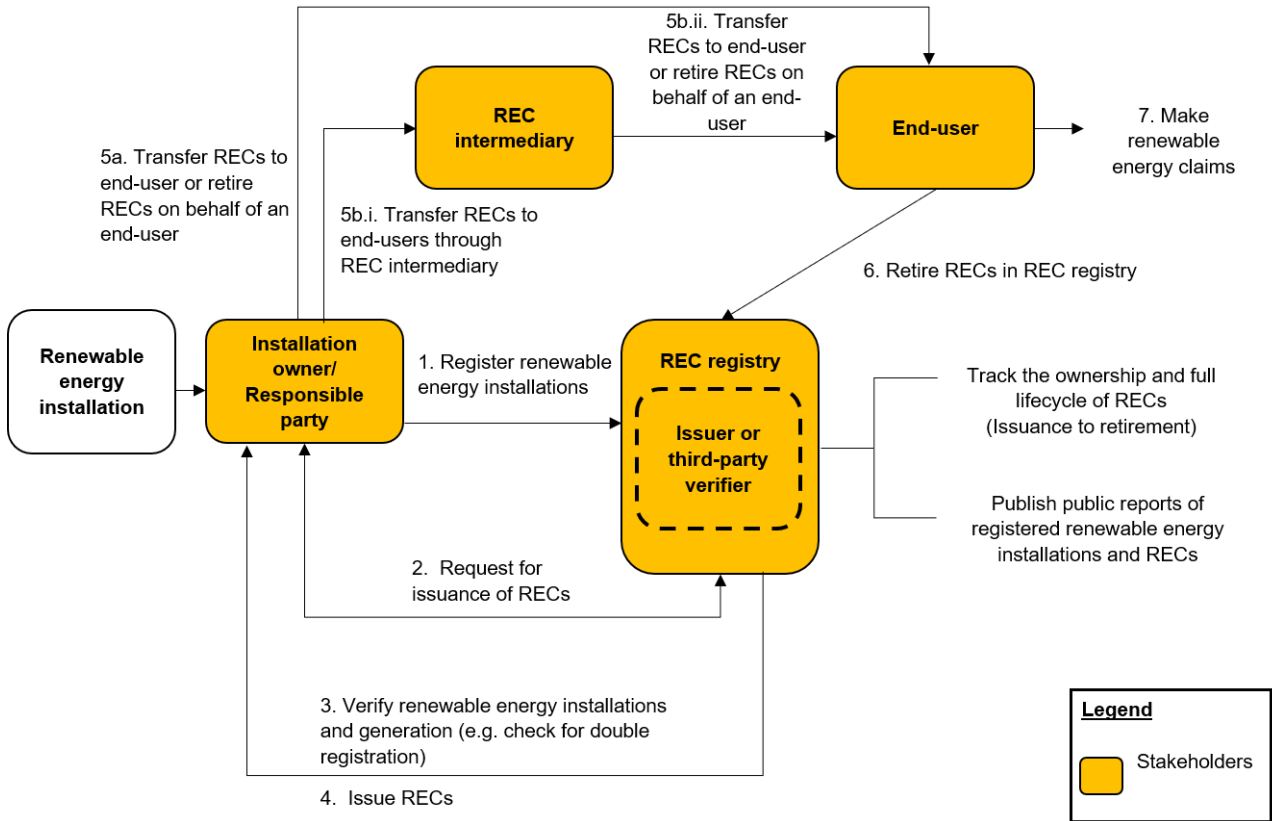 5b.ii. Transfer
RECs to end-user
or retire RECs on
behalf of an end-
user
REC
intermediary
End-user
7. Make
renewable
energy claims
5a. Transfer RECs to
end-user or retire
RECs on behalf of an
end-user
5b.i. Transfer RECs to
end-users through
REC intermediary
6. Retire RECs in REC registry
Renewable
energy
installation
Installation
owner/
Responsible
party
1. Register renewable
energy installations
REC registry
Issuer or
third-party
verifier
Track the ownership and full
lifecycle of RECs
(Issuance to retirement)
Publish public reports of
registered renewable energy
installations and RECs
2. Request for
issuance of RECs
3. Verify renewable energy installations
and generation (e.g. check for double
registration)
4. Issue RECs
Legend
Stakeholders